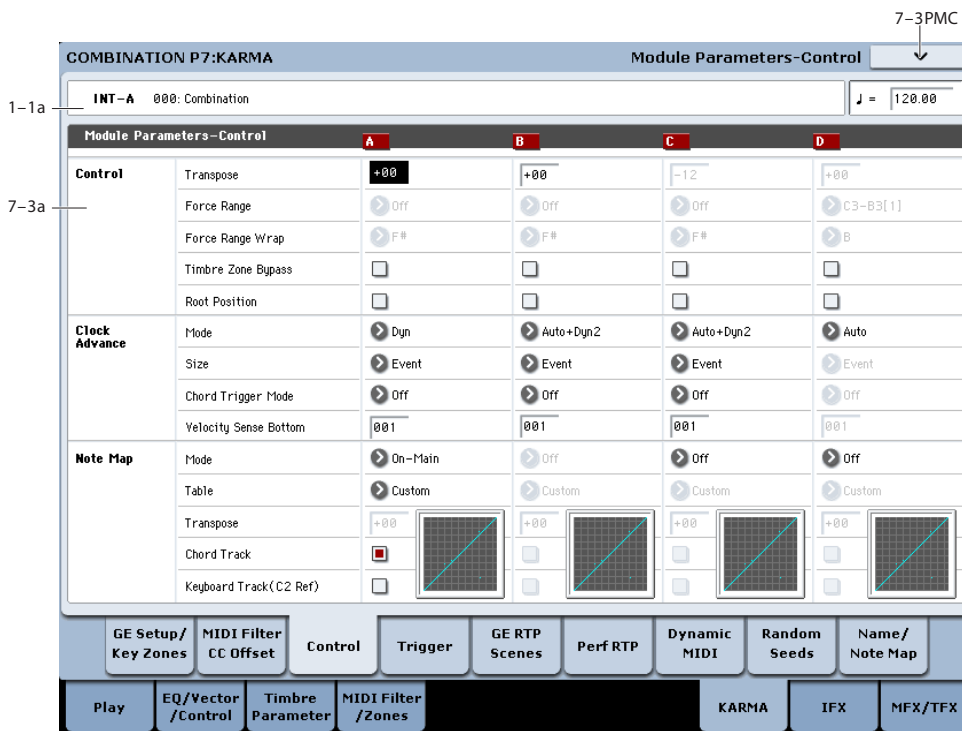 7–3PMC
COMBINATION P7:KARMA Module Parameters-Control
1–1a
INT-A 000: Combination ♩ = 120.00
Module Parameters-Control A B C D
7–3a
Control Transpose +00 +00 -12 +00
Force Range Off Off Off C3-B3[1]
Force Range Wrap F# F# F# B
Timbre Zone Bypass
Root Position
Clock Advance Mode Dyn Auto+Dyn2 Auto+Dyn2 Auto
Size Event Event Event Event
Chord Trigger Mode Off Off Off Off
Velocity Sense Bottom 001 001 001 001
Note Map Mode On-Main Off Off Off
Table Custom Custom Custom Custom
Transpose +00 +00 +00 +00
Chord Track
Keyboard Track(C2 Ref)
GE Setup/ Key Zones MIDI Filter CC Offset Control Trigger GE RTP Scenes Perf RTP Dynamic MIDI Random Seeds Name/ Note Map
Play EQ/Vector /Control Timbre Parameter MIDI Filter /Zones KARMA IFX MFX/TFX